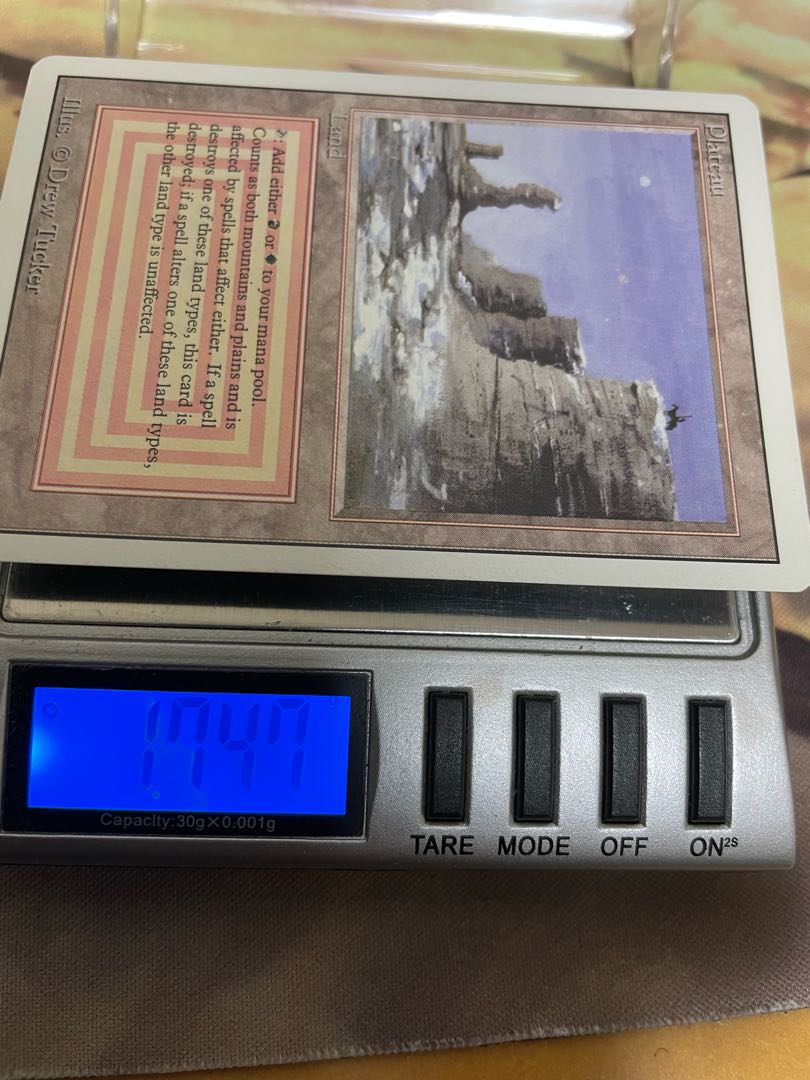 Plateau
Land
: Add either or to your mana pool.
Counts as both mountains and plains and is
affected by spells that affect either. If a spell
destroys one of these land types, this card is
destroyed; if a spell alters one of these land types,
the other land type is unaffected.
Illus. © Drew Tucker
1.747
g
Capacity:30g×0.001g
TARE
MODE
OFF
ON2S